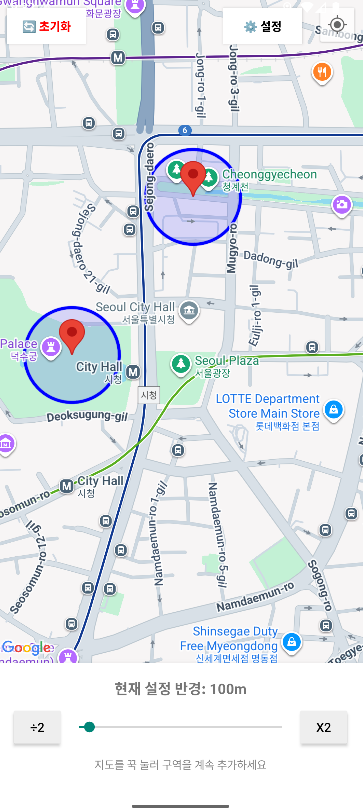 Gwanghwamun Square
화문광장
초기화
설정
Jong-ro 1-gil
Jong-ro 3-gil
Sambong
M
6
Sejong-daero
Cheonggyecheon
청계천
Mugyo-ro
Sejong-daero 21-gil
Dadong-gil
Seoul City Hall
서울특별시청
Eulji-ro 1-gil
Palace
덕수궁
City Hall
시청
M
Seoul Plaza
서울광장
시청
Deoksugung-gil
LOTTE Department
Store Main Store
롯데백화점 본점
M
City Hall
시청
osomun-ro
Seosomun-ro 12-gil
Namdaemun-ro 1-gil
Namdaemun-ro 5-gil
Sogong-ro
Namdaemun-ro
Shinsegae Duty
Free Myeongdong
신세계면세점 명동점
Google
ndaemun)
현재 설정 반경: 100m
÷2
X2
지도를 꾹 눌러 구역을 계속 추가하세요